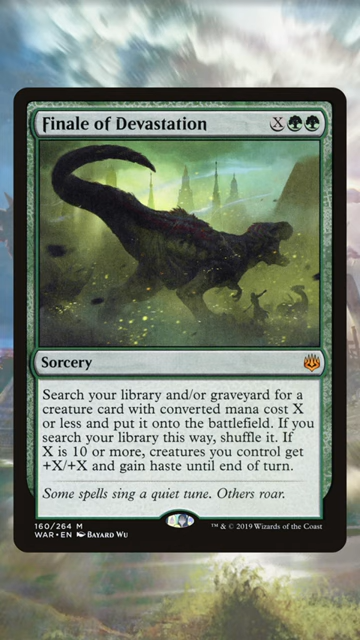 Finale of Devastation X
Sorcery
Search your library and/or graveyard for a
creature card with converted mana cost X
or less and put it onto the battlefield. If you
search your library this way, shuffle it. If
X is 10 or more, creatures you control get
+X/+X and gain haste until end of turn.
Some spells sing a quiet tune. Others roar.
160/264 M
WAR • EN Bayard Wu
™ & © 2019 Wizards of the Coast